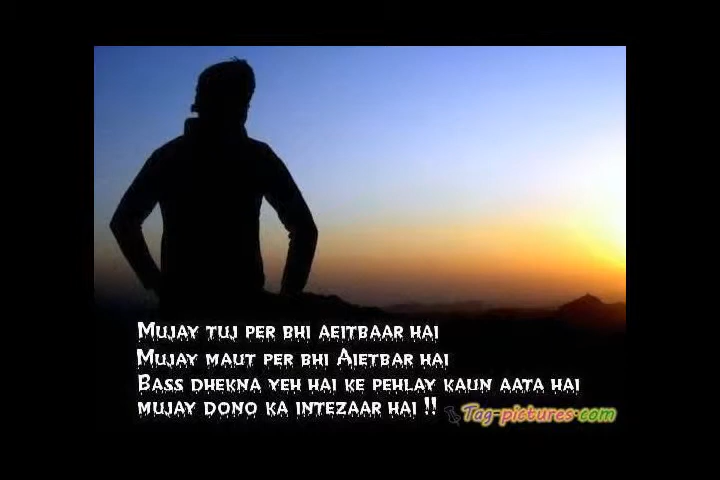 Mujay tuj per bhi aeitbaar hai
Mujay maut per bhi Aietbar hai
Bass dhekna yeh hai ke pehlay kaun aata hai
mujay dono ka intezaar hai !!
Tag-pictures.com